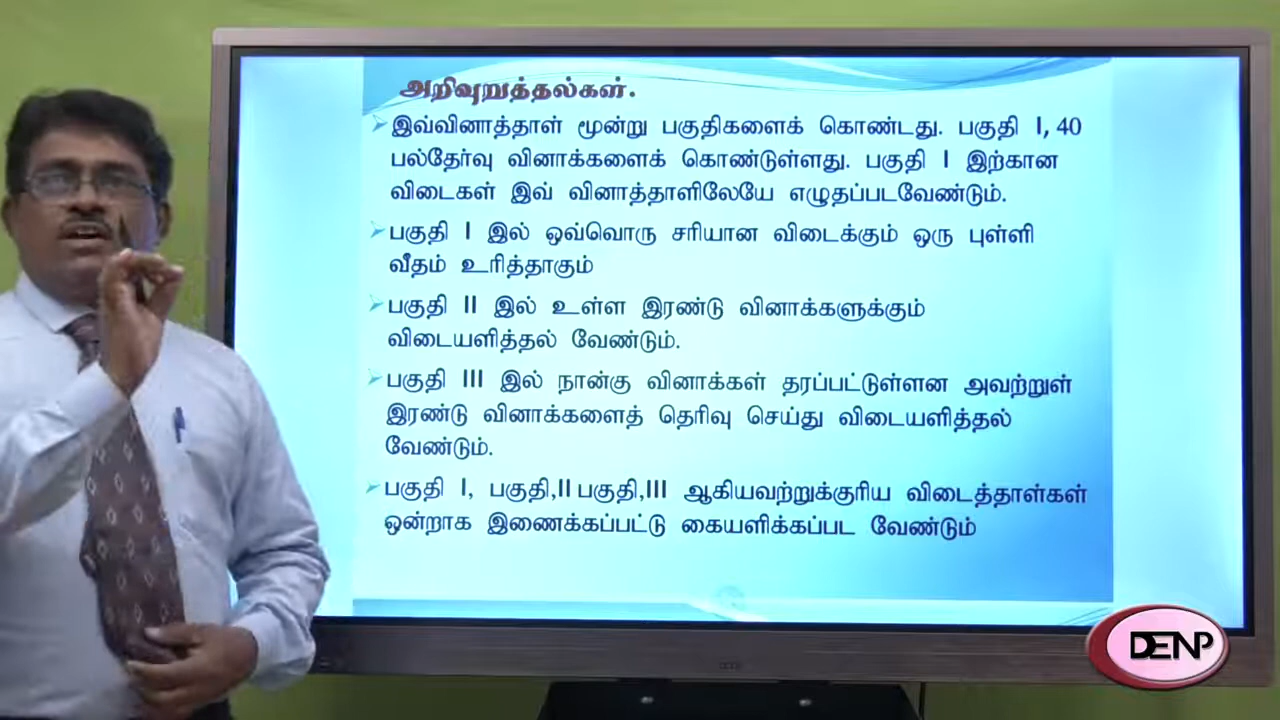 அறிவுறுத்தல்கள்.
இவ்வினாத்தாள் மூன்று பகுதிகளைக் கொண்டது. பகுதி I, 40
பல்தேர்வு வினாக்களைக் கொண்டுள்ளது. பகுதி I இற்கான
விடைகள் இவ் வினாத்தாளிலேயே எழுதப்படவேண்டும்.
பகுதி I இல் ஒவ்வொரு சரியான விடைக்கும் ஒரு புள்ளி
வீதம் உரித்தாகும்
பகுதி II இல் உள்ள இரண்டு வினாக்களுக்கும்
விடையளித்தல் வேண்டும்.
பகுதி III இல் நான்கு வினாக்கள் தரப்பட்டுள்ளன அவற்றுள்
இரண்டு வினாக்களைத் தெரிவு செய்து விடையளித்தல்
வேண்டும்.
பகுதி I, பகுதி,II பகுதி,III ஆகியவற்றுக்குரிய விடைத்தாள்கள்
ஒன்றாக இணைக்கப்பட்டு கையளிக்கப்பட வேண்டும்
DENP